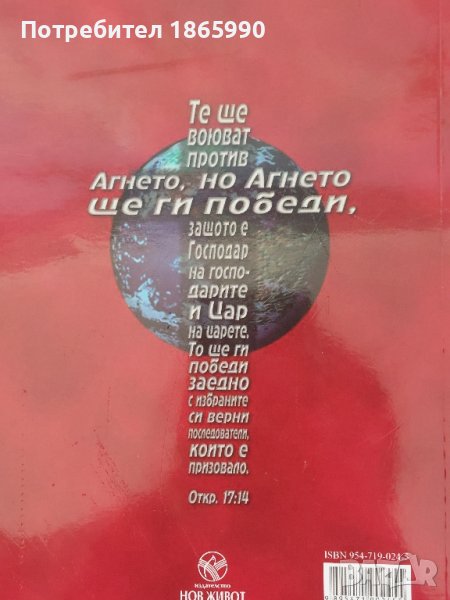 Потребител 1865990
Те ще
воюват
против
Агнето, но Агнето
ще ги победи,
защото е
Господар
на госпо-
дарите
и Цар
на царете.
То ще ги
победи
заедно
с избраните
си верни
последователи,
които е
призовало.
Откр. 17:14
ISBN 954-719-024-5
издателство
НОВ ЖИВОТ